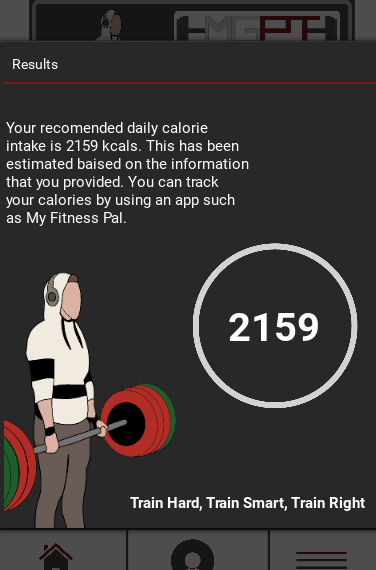 MGPT
Results
Your recomended daily calorie
intake is 2159 kcals. This has been
estimated baised on the information
that you provided. You can track
your calories by using an app such
as My Fitness Pal.
2159
Train Hard, Train Smart, Train Right